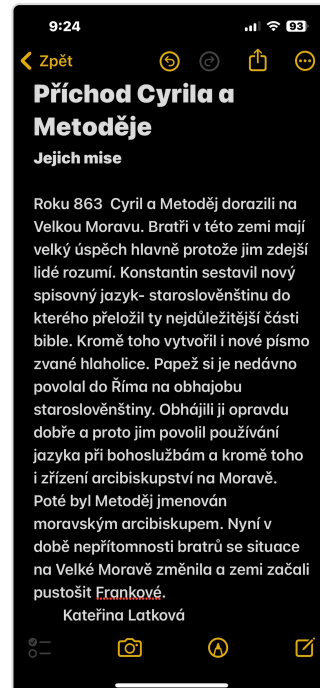 9:24
93
Zpět
Příchod Cyrila a
Metoděje
Jejich mise
Roku 863  Cyril a Metoděj dorazili na
Velkou Moravu. Bratři v této zemi mají
velký úspěch hlavně protože jim zdejší
lidé rozumí. Konstantin sestavil nový
spisovný jazyk- staroslověnštinu do
kterého přeložil ty nejdůležitější části
bible. Kromě toho vytvořil i nové písmo
zvané hlaholice. Papež si je nedávno
povolal do Říma na obhajobu
staroslověnštiny. Obhájili ji opravdu
dobře a proto jim povolil používání
jazyka při bohoslužbám a kromě toho
i zřízení arcibiskupství na Moravě.
Poté byl Metoděj jmenován
moravským arcibiskupem. Nyní v
době nepřítomnosti bratrů se situace
na Velké Moravě změnila a zemi začali
pustošit Frankové.
Kateřina Latková